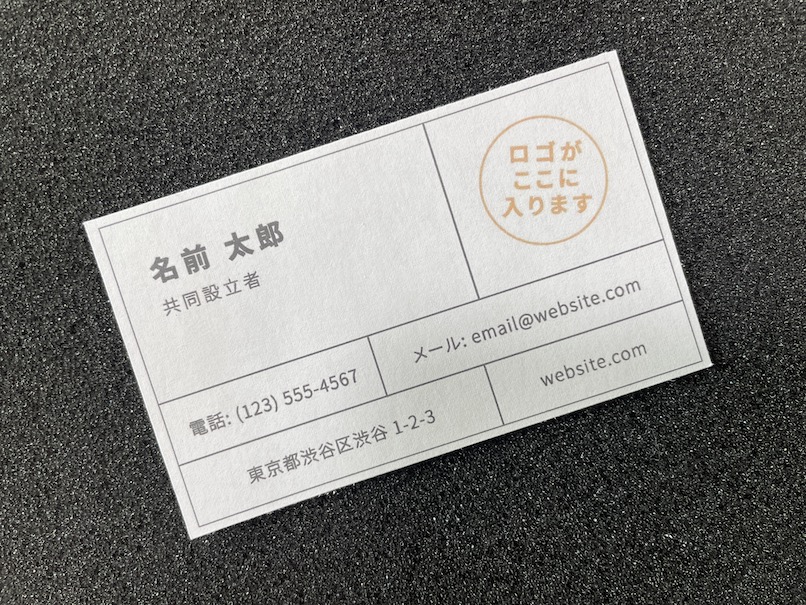 ロゴが
ここに
入ります
名前 太郎
共同設立者
電話: (123) 555-4567
メール: email@website.com
東京都渋谷区渋谷 1-2-3
website.com